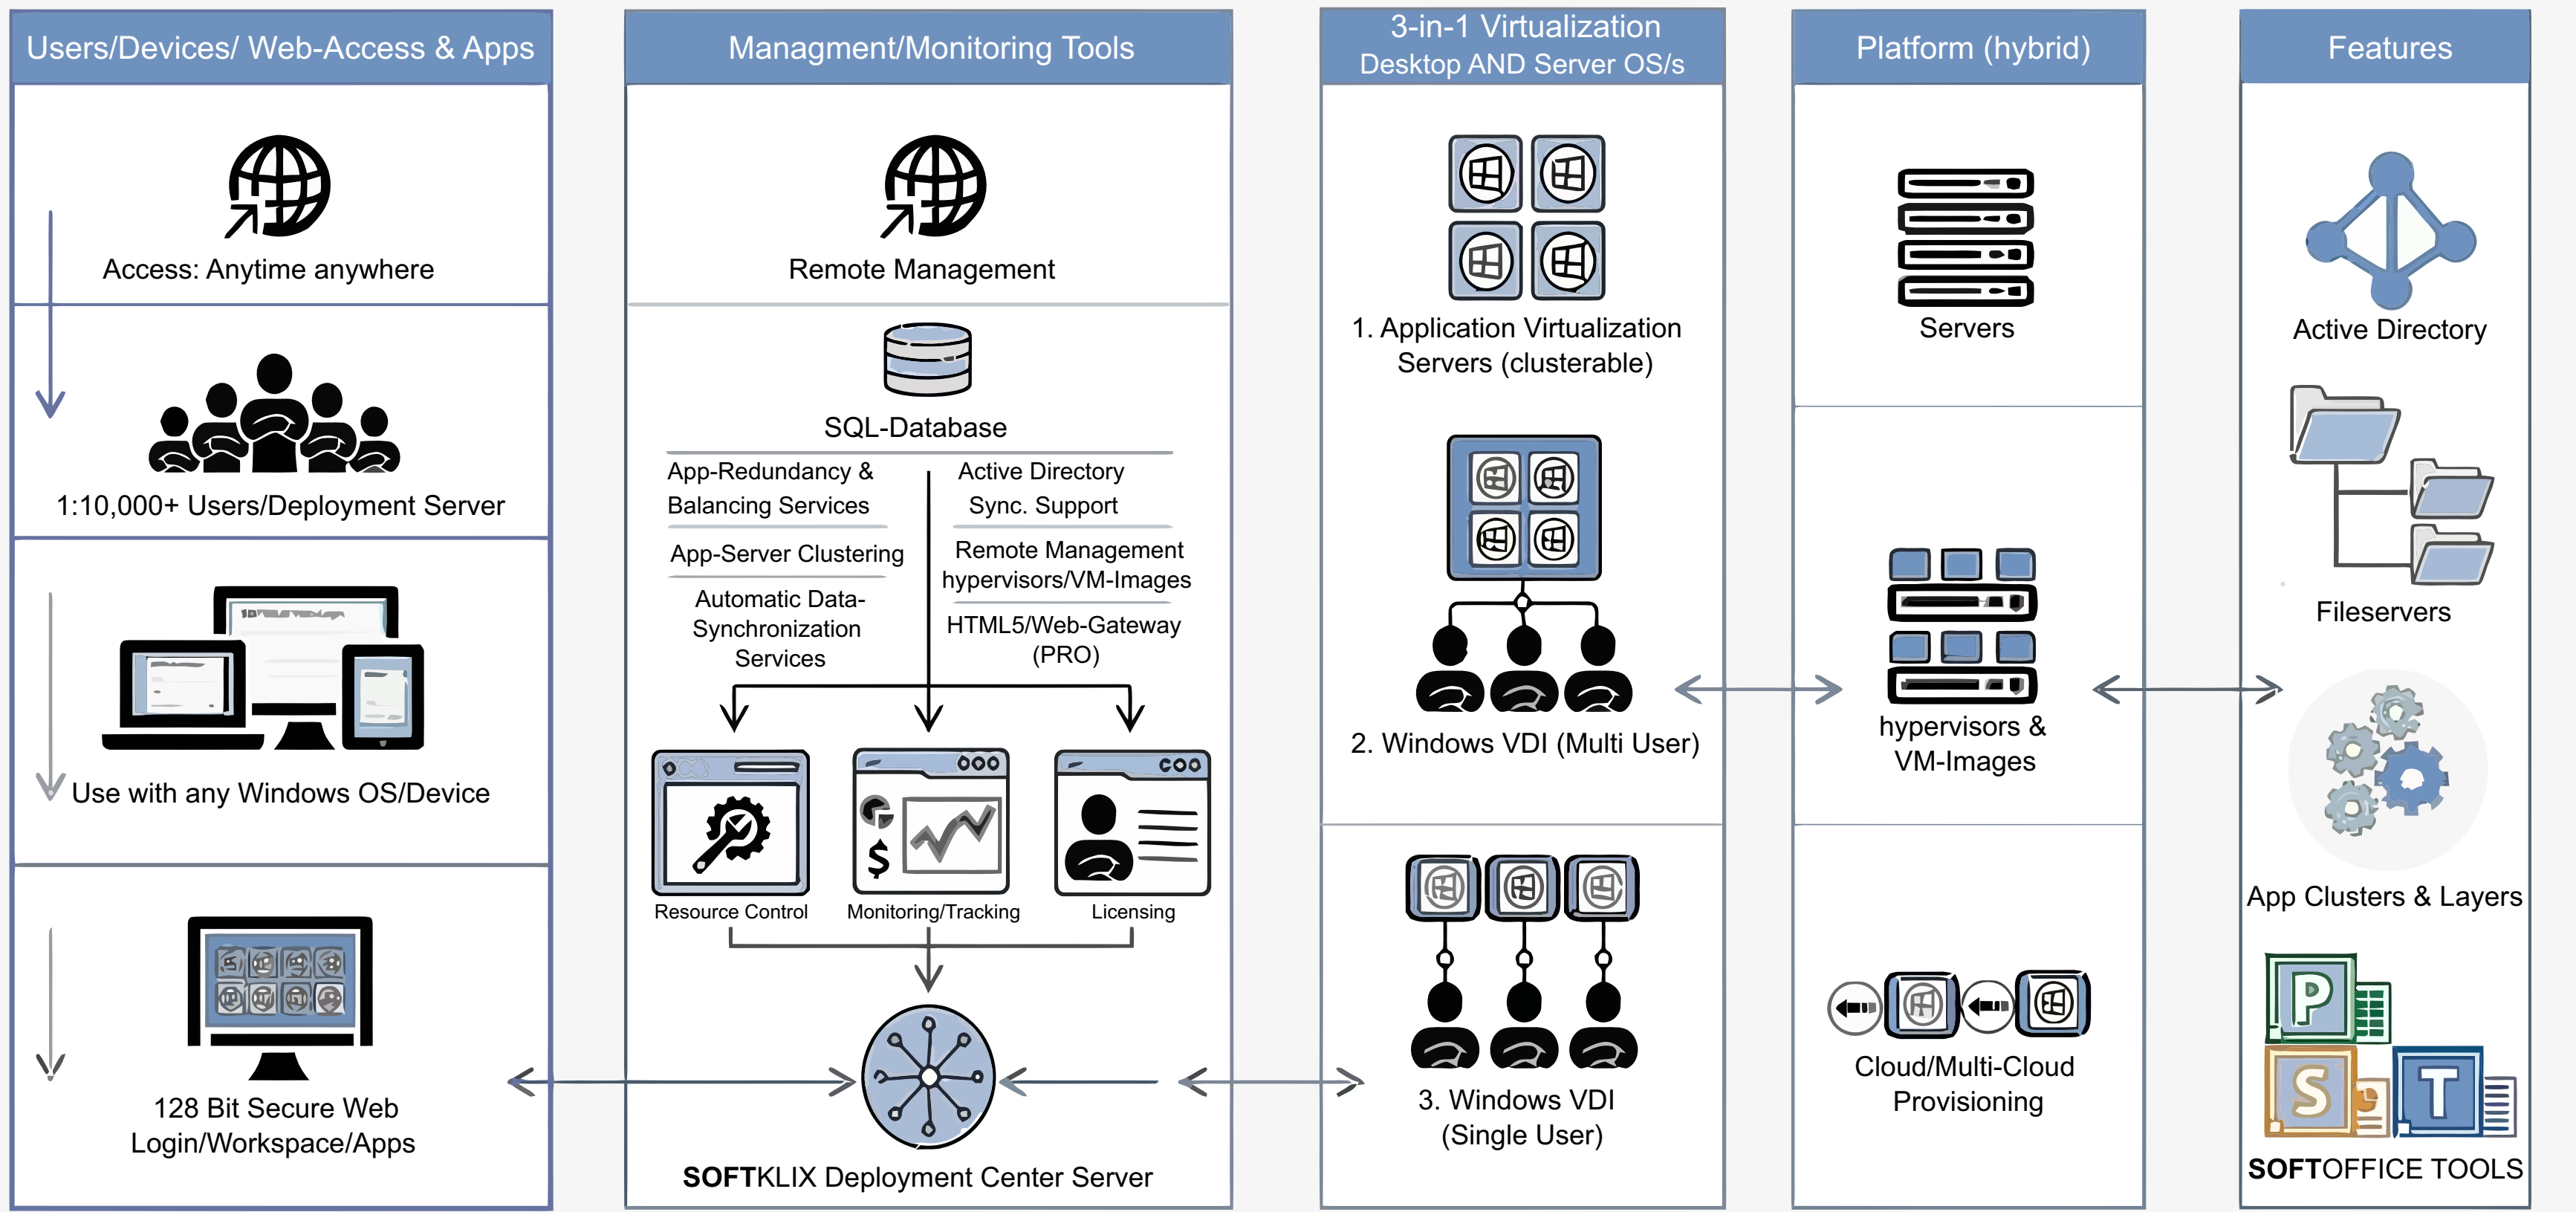 Users/Devices/ Web-Access & Apps
Access: Anytime anywhere
1:10,000+ Users/Deployment Server
Use with any Windows OS/Device
128 Bit Secure Web
Login/Workspace/Apps
Managment/Monitoring Tools
Remote Management
SQL-Database
App-Redundancy &
Balancing Services
App-Server Clustering
Automatic Data-
Synchronization
Services
Active Directory
Sync. Support
Remote Management
hypervisors/VM-Images
HTML5/Web-Gateway
(PRO)
$
Resource Control
Monitoring/Tracking
Licensing
SOFTKLIX Deployment Center Server
3-in-1 Virtualization
Desktop AND Server OS/s
1. Application Virtualization
Servers (clusterable)
2. Windows VDI (Multi User)
3. Windows VDI
(Single User)
Platform (hybrid)
Servers
hypervisors &
VM-Images
Cloud/Multi-Cloud
Provisioning
Features
Active Directory
Fileservers
App Clusters & Layers
P
S
T
SOFTOFFICE TOOLS